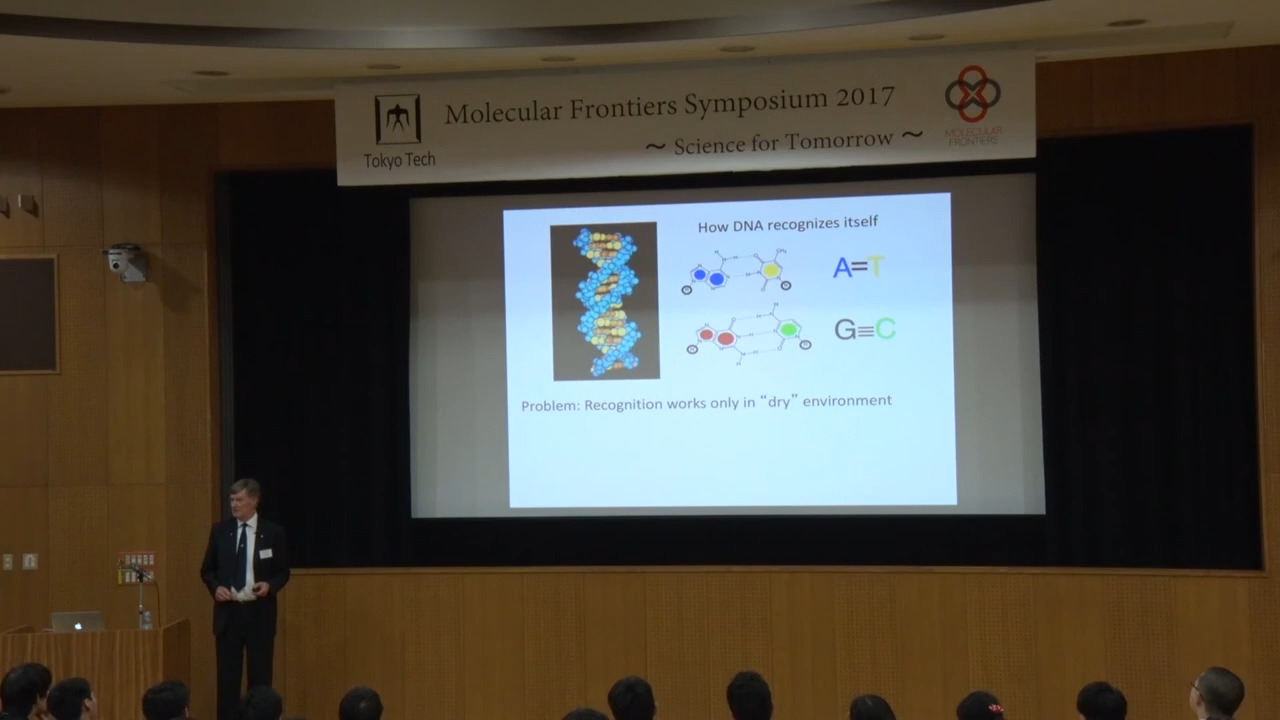 Molecular Frontiers Symposium 2017
~ Science for Tomorrow ~
Tokyo Tech
MOLECULAR
FRONTIERS
How DNA recognizes itself
A=T
G≡C
Problem: Recognition works only in “dry” environment